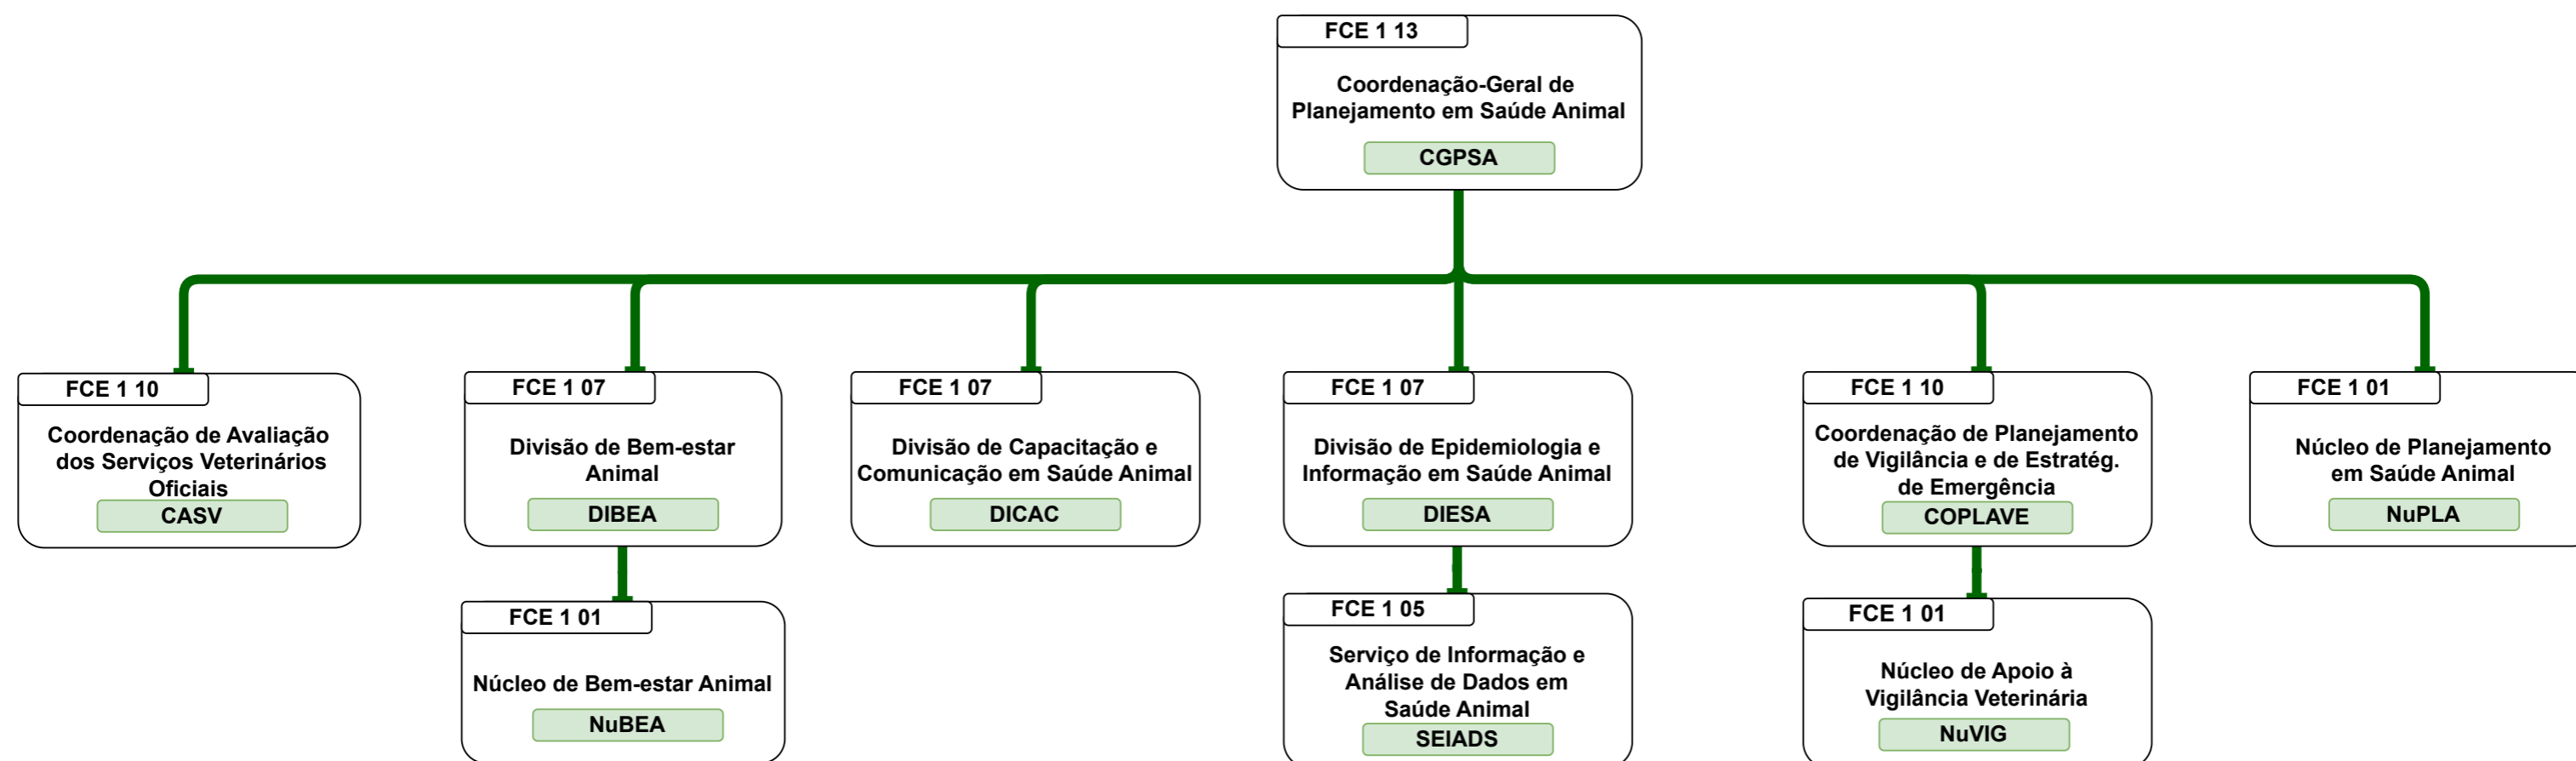 FCE 1 13
Coordenação-Geral de
Planejamento em Saúde Animal
CGPSA
FCE 1 10
Coordenação de Avaliação
dos Serviços Veterinários
Oficiais
CASV
FCE 1 07
Divisão de Bem-estar
Animal
DIBEA
FCE 1 07
Divisão de Capacitação e
Comunicação em Saúde Animal
DICAC
FCE 1 07
Divisão de Epidemiologia e
Informação em Saúde Animal
DIESA
FCE 1 10
Coordenação de Planejamento
de Vigilância e de Estratég.
de Emergência
COPLAVE
FCE 1 01
Núcleo de Planejamento
em Saúde Animal
NuPLA
FCE 1 01
Núcleo de Bem-estar Animal
NuBEA
FCE 1 05
Serviço de Informação e
Análise de Dados em
Saúde Animal
SEIADS
FCE 1 01
Núcleo de Apoio à
Vigilância Veterinária
NuVIG